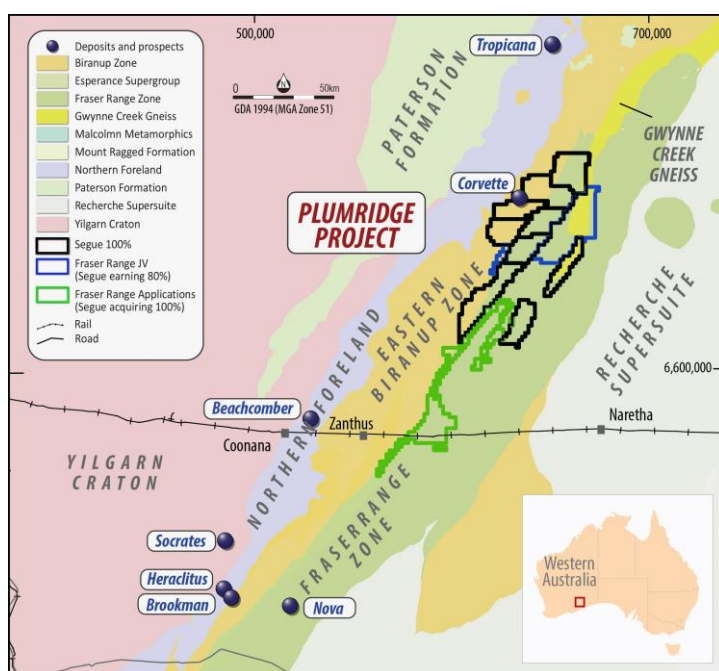 500,000
700,000
Deposits and prospects
Biranup Zone
Esperance Supergroup
Fraser Range Zone
Gwynne Creek Gneiss
Malcolmn Metamorphics
Mount Ragged Formation
Northern Foreland
Paterson Formation
Recherche Supersuite
Yilgarn Craton
Segue 100%
Fraser Range JV
(Segue earning 80%)
Fraser Range Applications
(Segue acquiring 100%)
Rail
Road
0 50km
GDA 1994 (MGA Zone 51)
Tropicana
PATERSON
FORMATION
GWYNNE
CREEK
GNEISS
Corvette
PLUMRIDGE
PROJECT
EASTERN
BIRANUP ZONE
NORTHERN FORELAND
RECHERCHE
SUPERSUITE
6,600,000
Beachcomber
Zanthus
Naretha
Coonana
YILGARN
CRATON
FRASERRANGE
ZONE
Socrates
Heraclitus
Brookman
Nova
Western
Australia